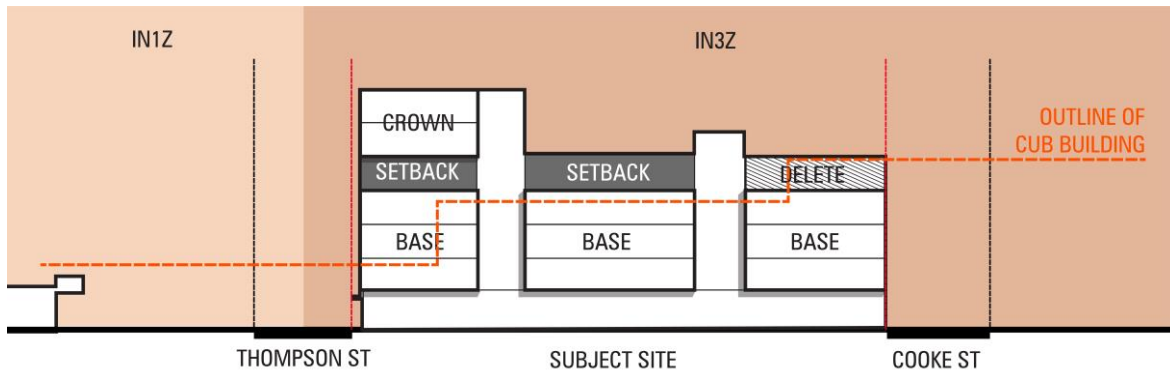 IN1Z
IN3Z
CROWN
OUTLINE OF
CUB BUILDING
SETBACK
SETBACK
DELETE
BASE
BASE
BASE
THOMPSON ST
SUBJECT SITE
COOKE ST